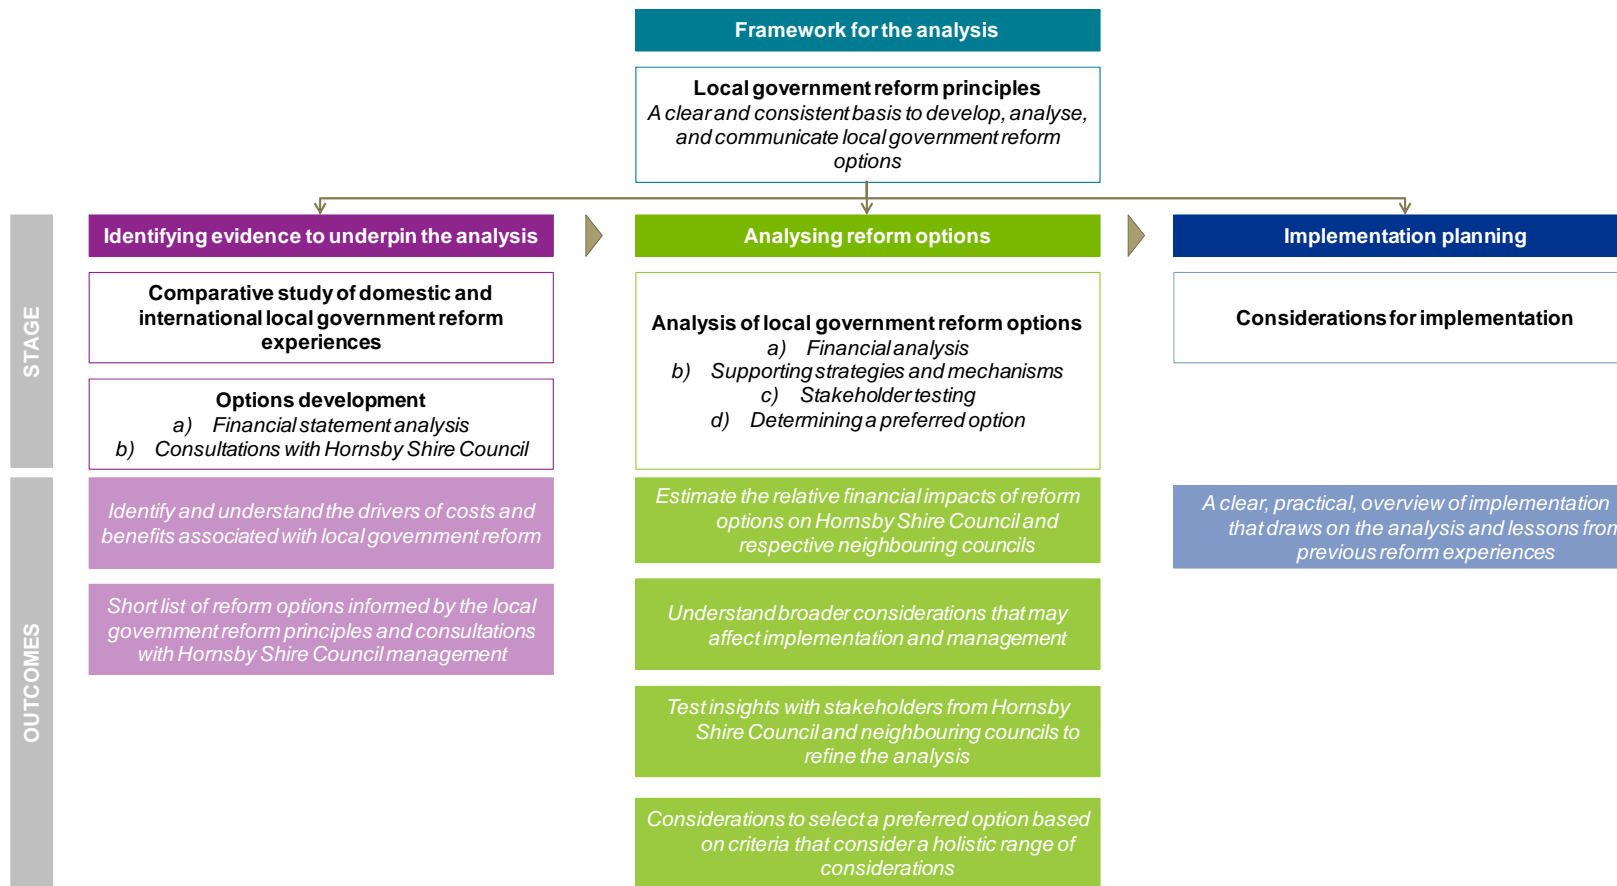 Framework for the analysis
Local government reform principles
A clear and consistent basis to develop, analyse,
and communicate local government reform
options
STAGE
Identifying evidence to underpin the analysis
Comparative study of domestic and
international local government reform
experiences
Options development
a) Financial statement analysis
b) Consultations with Hornsby Shire Council
Analysing reform options
Analysis of local government reform options
a) Financial analysis
b) Supporting strategies and mechanisms
c) Stakeholder testing
d) Determining a preferred option
Implementation planning
Considerations for implementation
OUTCOMES
Identify and understand the drivers of costs and
benefits associated with local government reform
Short list of reform options informed by the local
government reform principles and consultations
with Hornsby Shire Council management
Estimate the relative financial impacts of reform
options on Hornsby Shire Council and
respective neighbouring councils
Understand broader considerations that may
affect implementation and management
Test insights with stakeholders from Hornsby
Shire Council and neighbouring councils to
refine the analysis
Considerations to select a preferred option based
on criteria that consider a holistic range of
considerations
A clear, practical, overview of implementation
that draws on the analysis and lessons from
previous reform experiences